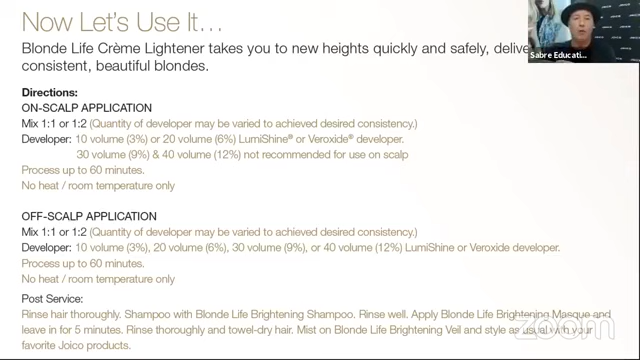 Now Let's Use It…
Blonde Life Crème Lightener takes you to new heights quickly and safely, delive
consistent, beautiful blondes.
Sabre Educati...
Directions:
ON-SCALP APPLICATION
Mix 1:1 or 1:2 (Quantity of developer may be varied to achieved desired consistency.)
Developer: 10 volume (3%) or 20 volume (6%) LumiShine® or Veroxide® developer.
30 volume (9%) & 40 volume (12%) not recommended for use on scalp
Process up to 60 minutes.
No heat / room temperature only
OFF-SCALP APPLICATION
Mix 1:1 or 1:2 (Quantity of developer may be varied to achieved desired consistency.)
Developer: 10 volume (3%), 20 volume (6%), 30 volume (9%), or 40 volume (12%) LumiShine or Veroxide developer.
Process up to 60 minutes.
No heat / room temperature only
Post Service:
Rinse hair thoroughly. Shampoo with Blonde Life Brightening Shampoo. Rinse well. Apply Blonde Life Brightening Masque and
leave in for 5 minutes. Rinse thoroughly and towel-dry hair. Mist on Blonde Life Brightening Veil and style as usual with your
favorite Joico products.
zoom